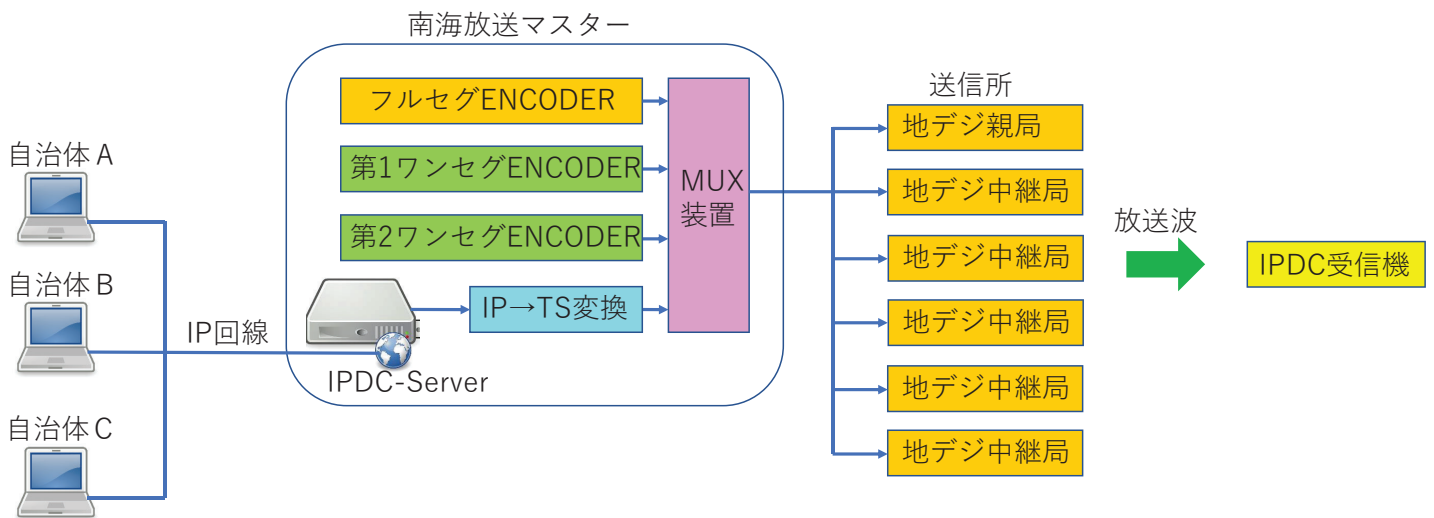 南海放送マスター
フルセグENCODER
第1ワンセグENCODER
第2ワンセグENCODER
IP→TS変換
IPDC-Server
MUX
装置
自治体A
自治体B
自治体C
IP回線
送信所
地デジ親局
地デジ中継局
地デジ中継局
地デジ中継局
地デジ中継局
地デジ中継局
放送波
IPDC受信機